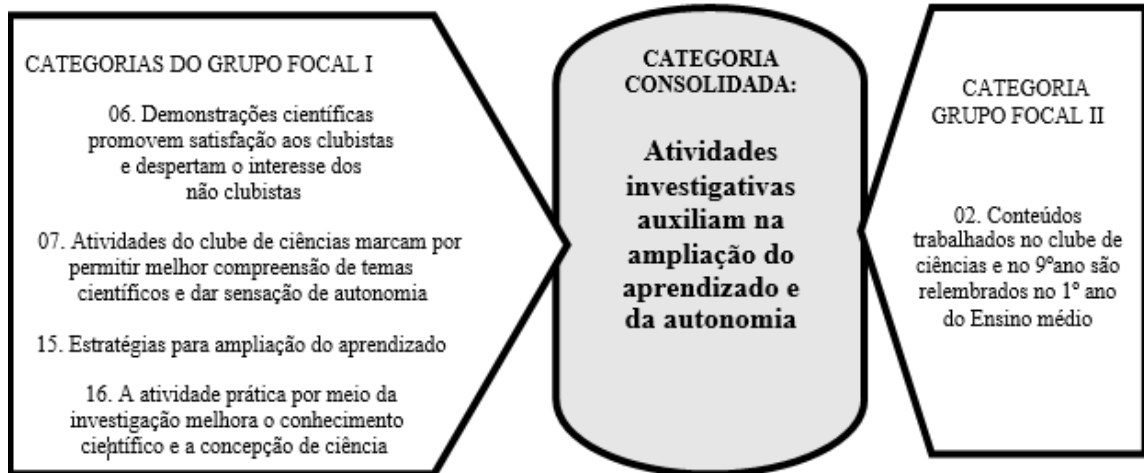 CATEGORIAS DO GRUPO FOCAL I
06. Demonstrações científicas
promovem satisfação aos clubistas
e despertam o interesse dos
não clubistas
07. Atividades do clube de ciências marcam por
permitir melhor compreensão de temas
científicos e dar sensação de autonomia
15. Estratégias para ampliação do aprendizado
16. A atividade prática por meio da
investigação melhora o conhecimento
científico e a concepção de ciência
CATEGORIA
CONSOLIDADA:
Atividades
investigativas
auxiliam na
ampliação do
aprendizado e
da autonomia
CATEGORIA
GRUPO FOCAL II
02. Conteúdos
trabalhados no clube de
ciências e no 9ºano são
relembrados no 1º ano
do Ensino médio